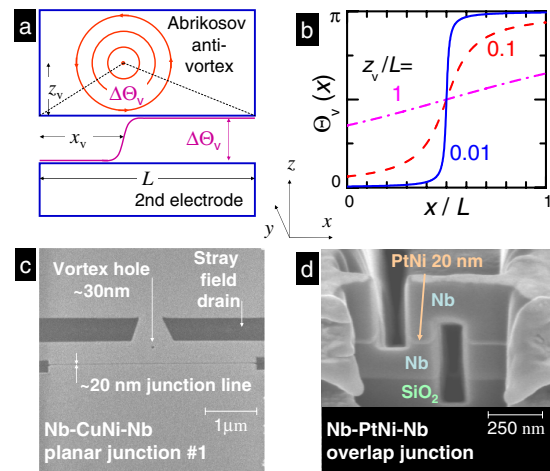 a
Abrikosov
anti-
vortex
z_v
ΔΘ_v
x_v
ΔΘ_v
L
2nd electrode
z
y
x
b
π
Θ_v (x)
z_v/L=
0.1
1
0.01
0
0
1
x / L
c
Vortex hole
~30nm
Stray
field
drain
~20 nm junction line
1μm
Nb-CuNi-Nb
planar junction #1
d
PtNi 20 nm
Nb
Nb
SiO₂
Nb-PtNi-Nb
overlap junction
250 nm